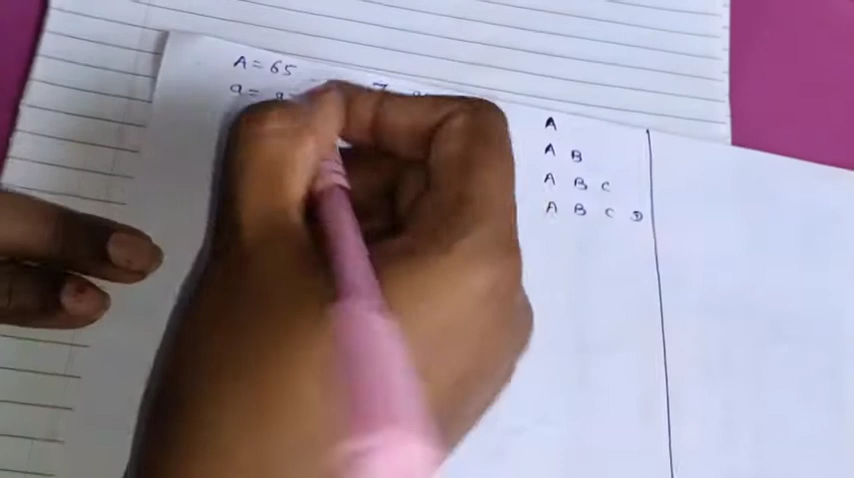 A = 65
a =
A
A B
A B C
A B C D